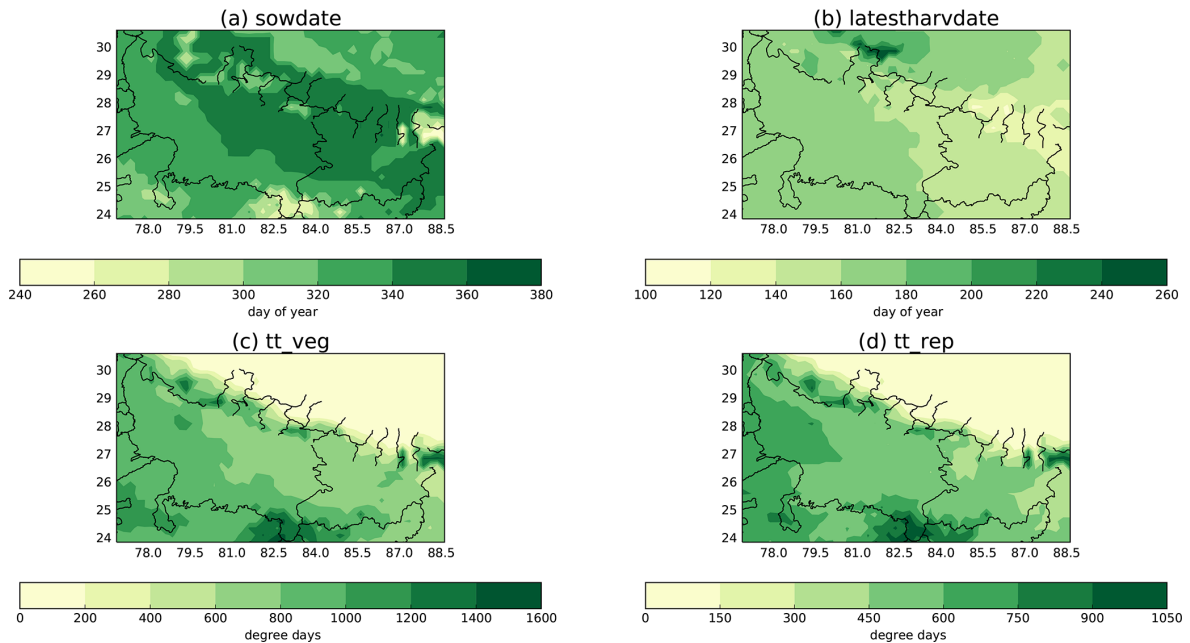 (a) sowdate
30
29
28
27
26
25
24
78.0 79.5 81.0 82.5 84.0 85.5 87.0 88.5
240 260 280 300 320 340 360 380
day of year
(b) latestharvdate
30
29
28
27
26
25
24
78.0 79.5 81.0 82.5 84.0 85.5 87.0 88.5
100 120 140 160 180 200 220 240 260
day of year
(c) tt_veg
30
29
28
27
26
25
24
78.0 79.5 81.0 82.5 84.0 85.5 87.0 88.5
0 200 400 600 800 1000 1200 1400 1600
degree days
(d) tt_rep
30
29
28
27
26
25
24
78.0 79.5 81.0 82.5 84.0 85.5 87.0 88.5
0 150 300 450 600 750 900 1050
degree days